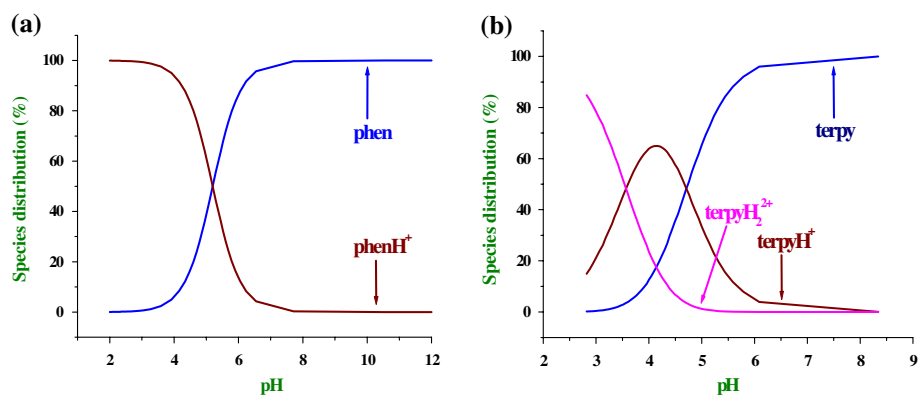 (a)
100
80
60
40
20
0
Species distribution (%)
2 4 6 8 10 12
pH
phen
phenH+
(b)
100
80
60
40
20
0
Species distribution (%)
2 3 4 5 6 7 8 9
pH
terpy
terpyH2 2+
terpyH+